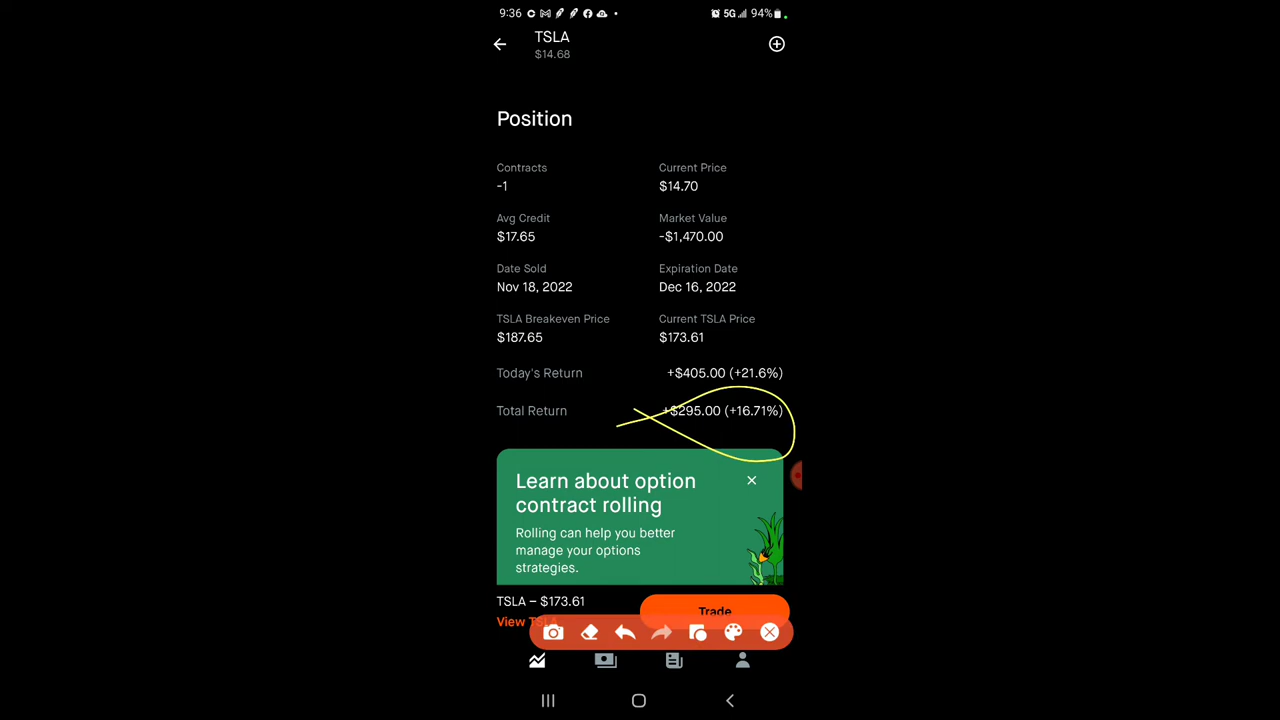 9:36 94%
5G
TSLA
$14.68
Position
Contracts Current Price
-1 $14.70
Avg Credit Market Value
$17.65 -$1,470.00
Date Sold Expiration Date
Nov 18, 2022 Dec 16, 2022
TSLA Breakeven Price Current TSLA Price
$187.65 $173.61
Today's Return +$405.00 (+21.6%)
Total Return +$295.00 (+16.71%)
Learn about option
contract rolling
Rolling can help you better
manage your options
strategies.
TSLA – $173.61
Trade
View TSLA